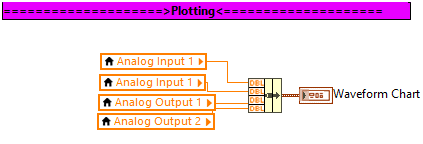 ====================>Plotting<====================
Analog Input 1
Analog Input 1
Analog Output 1
Analog Output 2
DBL
DBL
DBL
DBL
Waveform Chart